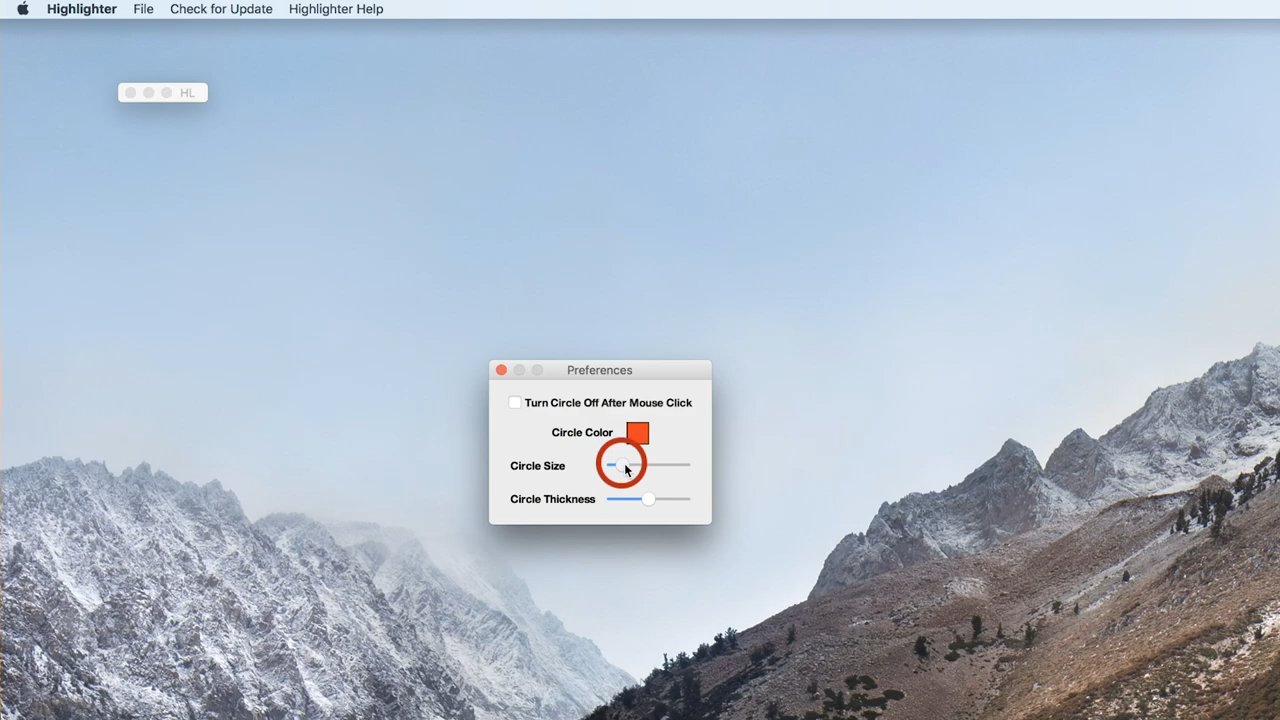 Highlighter File Check for Update Highlighter Help
HL
Preferences
Turn Circle Off After Mouse Click
Circle Color
Circle Size
Circle Thickness